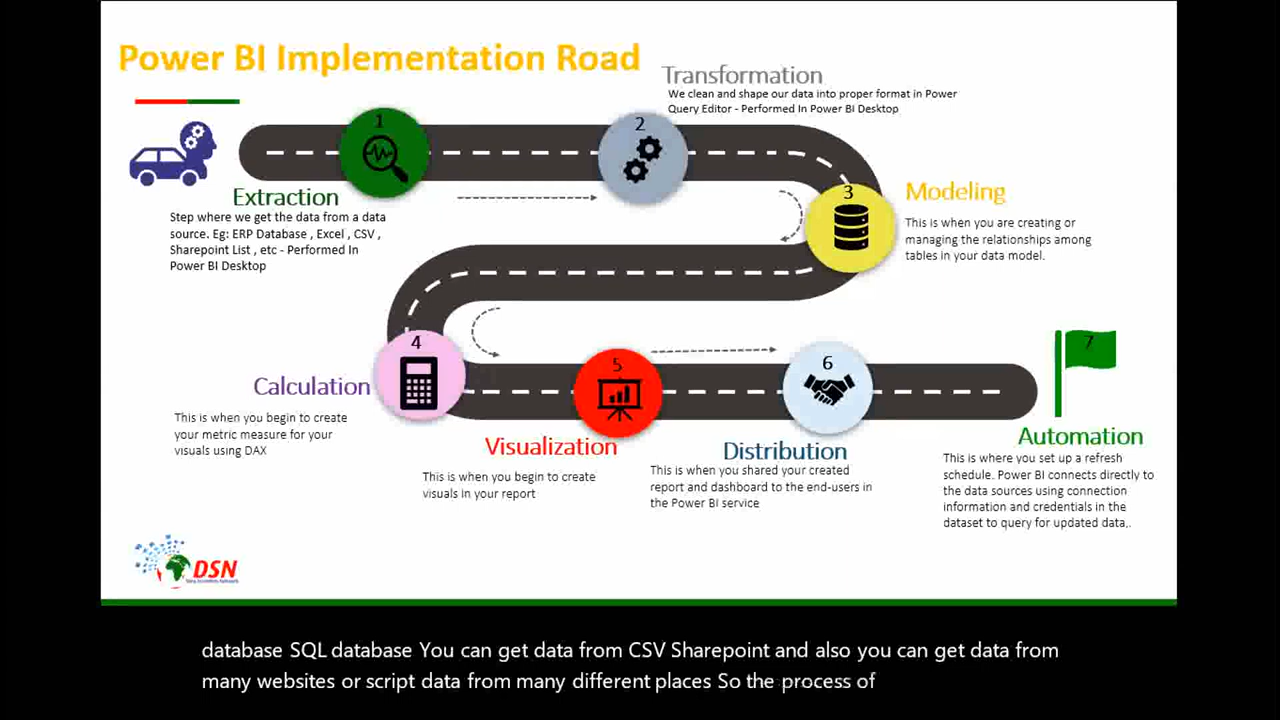 Power BI Implementation Road
Transformation
We clean and shape our data into proper format in Power
Query Editor - Performed In Power BI Desktop
1
2
Extraction
Step where we get the data from a data
source. Eg: ERP Database , Excel , CSV ,
Sharepoint List , etc - Performed In
Power BI Desktop
3
Modeling
This is when you are creating or
managing the relationships among
tables in your data model.
4
Calculation
This is when you begin to create
your metric measure for your
visuals using DAX
5
Visualization
This is when you begin to create
visuals in your report
6
Distribution
This is when you shared your created
report and dashboard to the end-users in
the Power BI service
7
Automation
This is where you set up a refresh
schedule. Power BI connects directly to
the data sources using connection
information and credentials in the
dataset to query for updated data,.
DSN
database SQL database You can get data from CSV Sharepoint and also you can get data from
many websites or script data from many different places So the process of